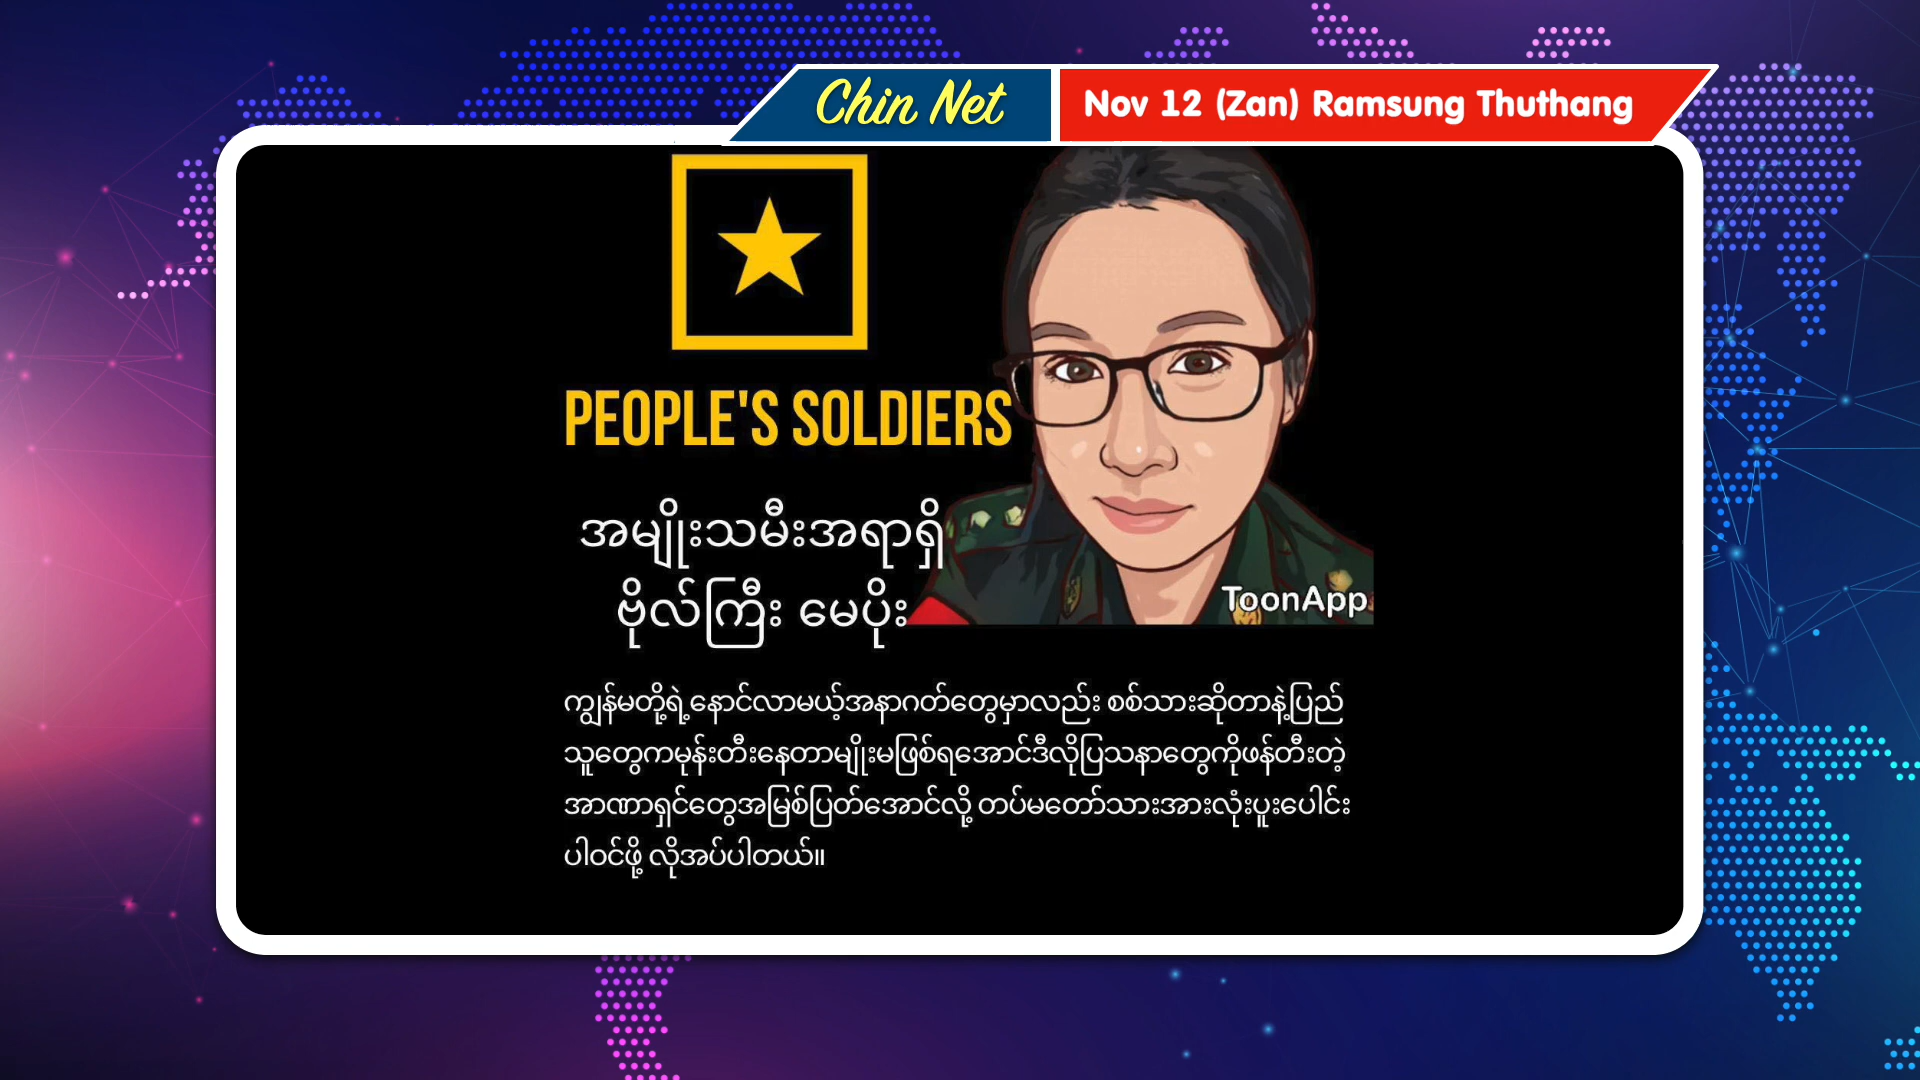 Chin Net
Nov 12 (Zan) Ramsung Thuthang
PEOPLE'S SOLDIERS
အမျိုးသမီးအရာရှိ
ဗိုလ်ကြီး မေပိုး
ToonApp
ကျွန်မတို့ရဲ့နောင်လာမယ့်အနာဂတ်တွေမှာလည်း စစ်သားဆိုတာနဲ့ပြည်
သူတွေကမုန်းတီးနေတာမျိုးမဖြစ်ရအောင်ဒီလိုပြသနာတွေကိုဖန်တီးတဲ့
အာဏာရှင်တွေအမြစ်ပြတ်အောင်လို့ တပ်မတော်သားအားလုံးပူးပေါင်း
ပါဝင်ဖို့ လိုအပ်ပါတယ်။